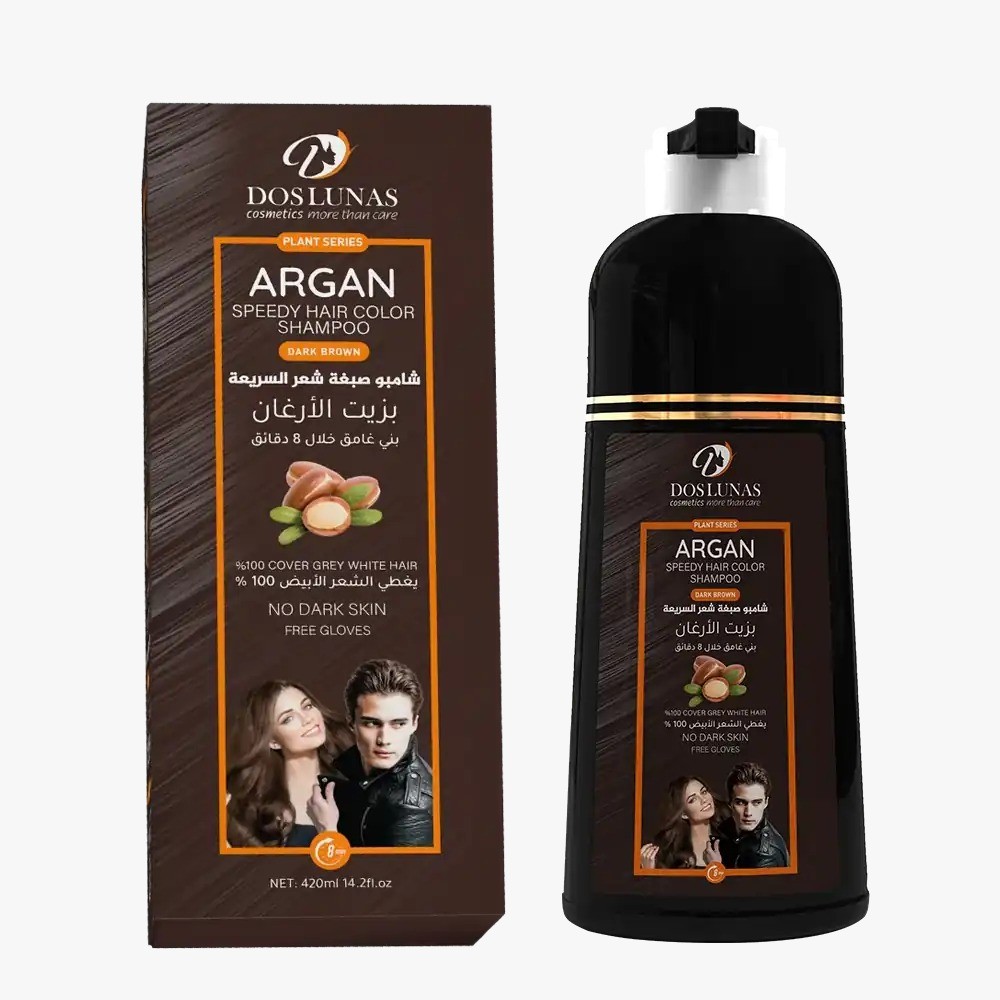 DOSLUNAS
cosmetics more than care
PLANT SERIES
ARGAN
SPEEDY HAIR COLOR
SHAMPOO
DARK BROWN
شامبو صبغة شعر السريعة
بزيت الأرغان
بني غامق خلال 8 دقائق
%100 COVER GREY WHITE HAIR
يغطي الشعر الأبيض 100 %
NO DARK SKIN
FREE GLOVES
8
NET: 420ml 14.2fl.oz
DOSLUNAS
cosmetics more than care
PLANT SERIES
ARGAN
SPEEDY HAIR COLOR
SHAMPOO
DARK BROWN
شامبو صبغة شعر السريعة
بزيت الأرغان
بني غامق خلال 8 دقائق
%100 COVER GREY WHITE HAIR
يغطي الشعر الأبيض 100 %
NO DARK SKIN
FREE GLOVES
8